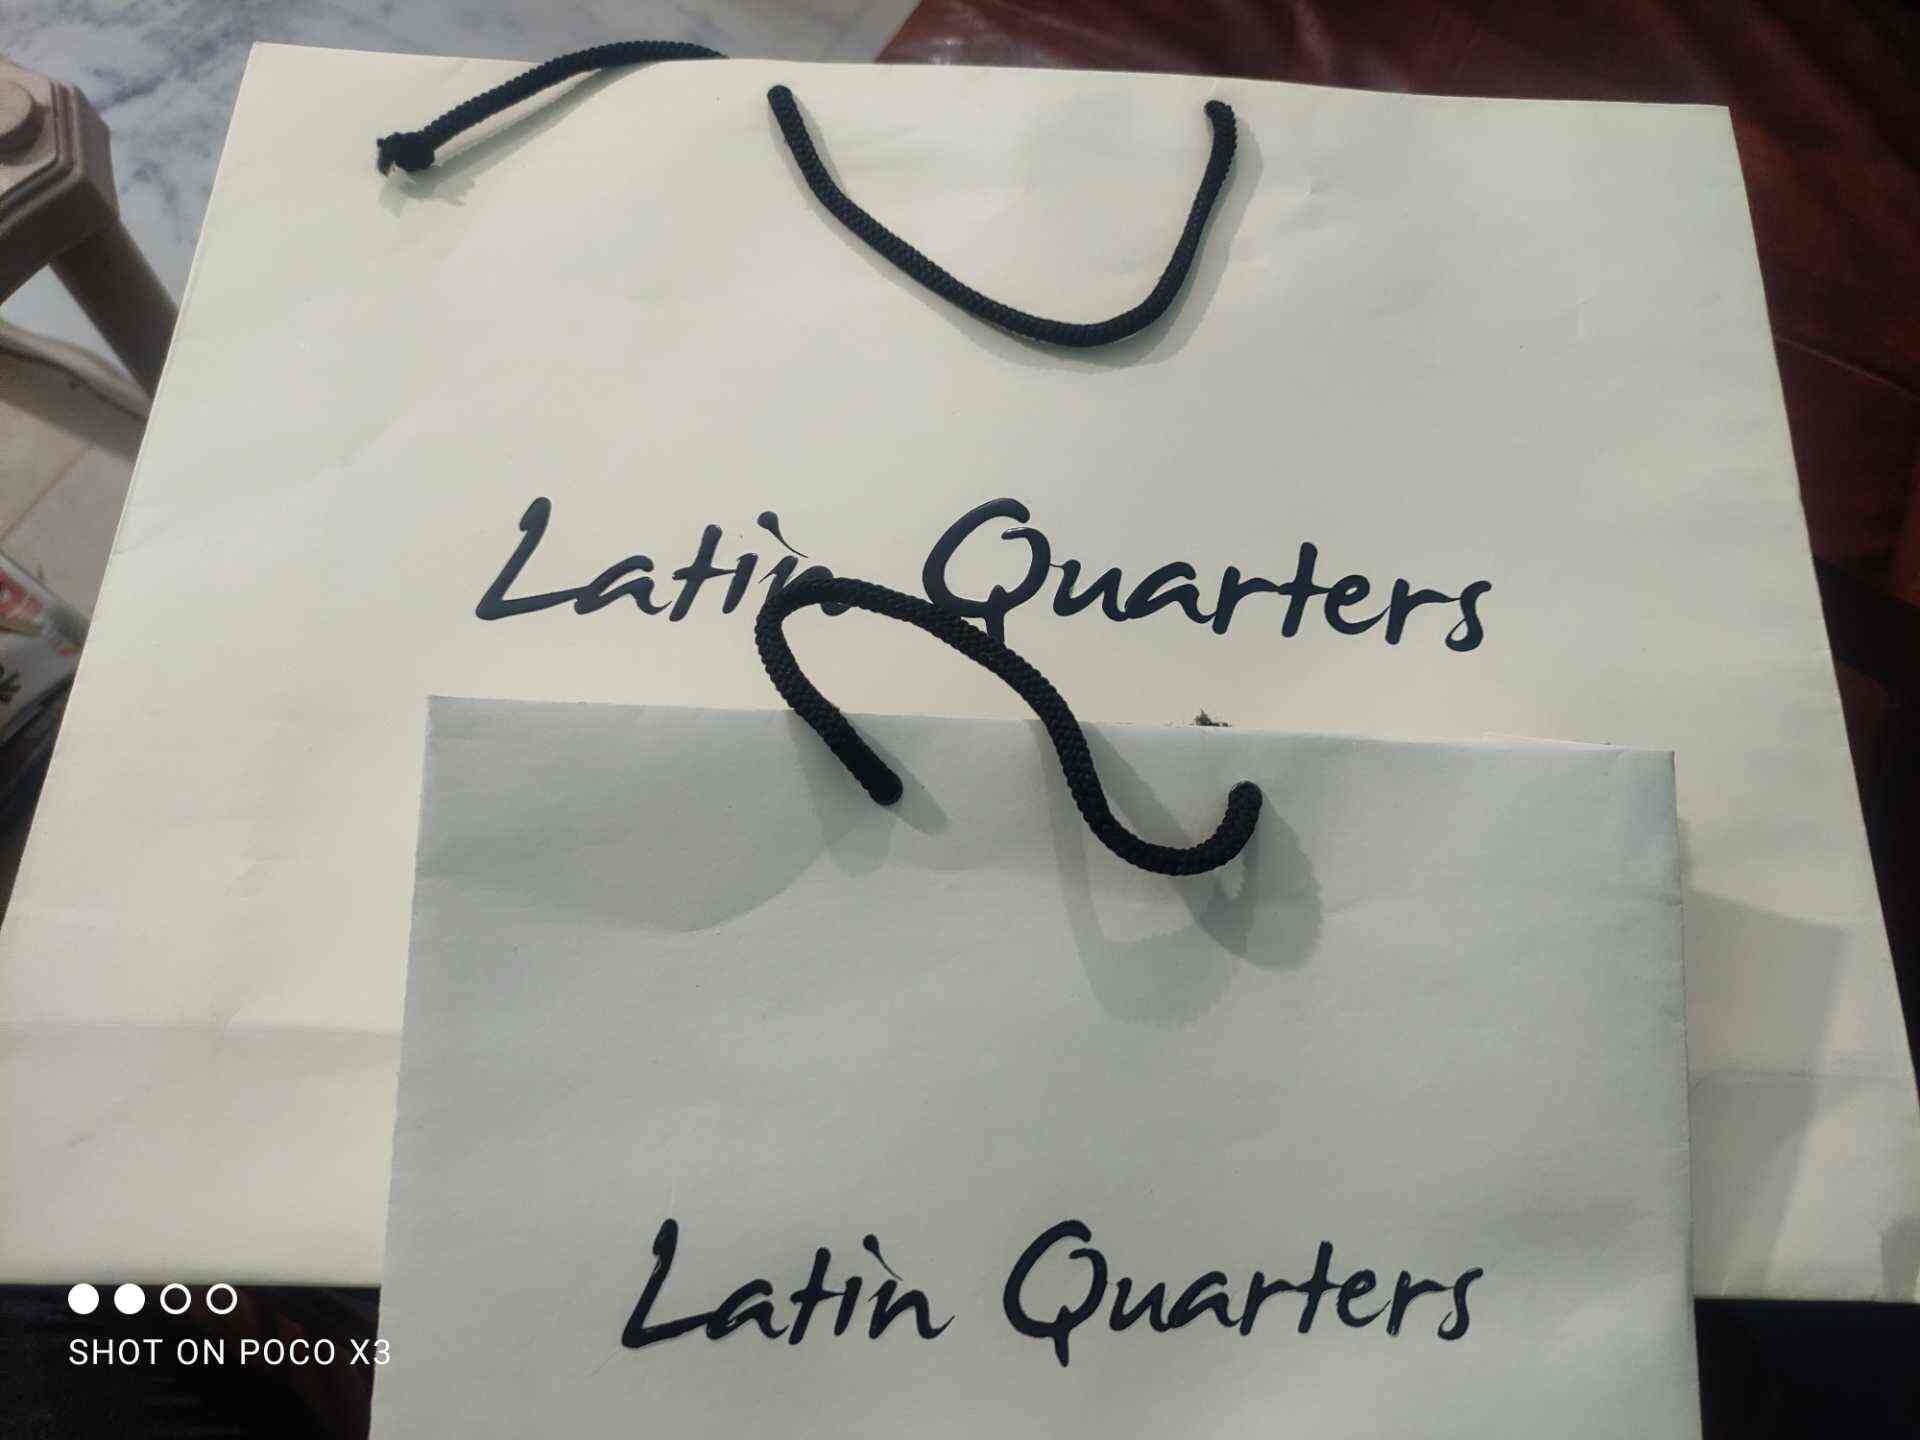 Latin Quarters
Latin Quarters
SHOT ON POCO X3